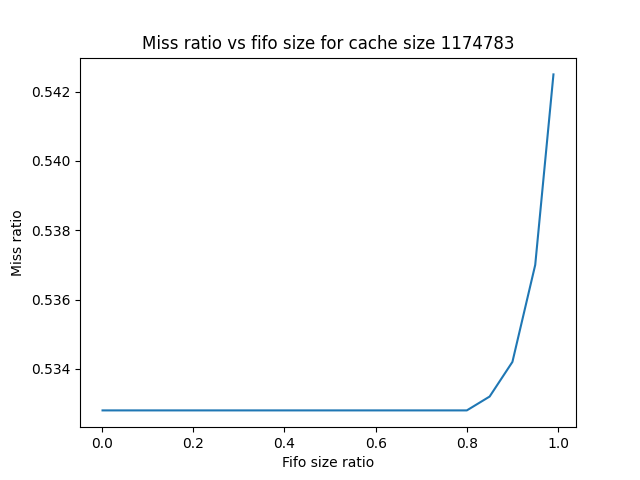 Miss ratio vs fifo size for cache size 1174783
0.542
0.540
0.538
0.536
0.534
Miss ratio
0.0 0.2 0.4 0.6 0.8 1.0
Fifo size ratio